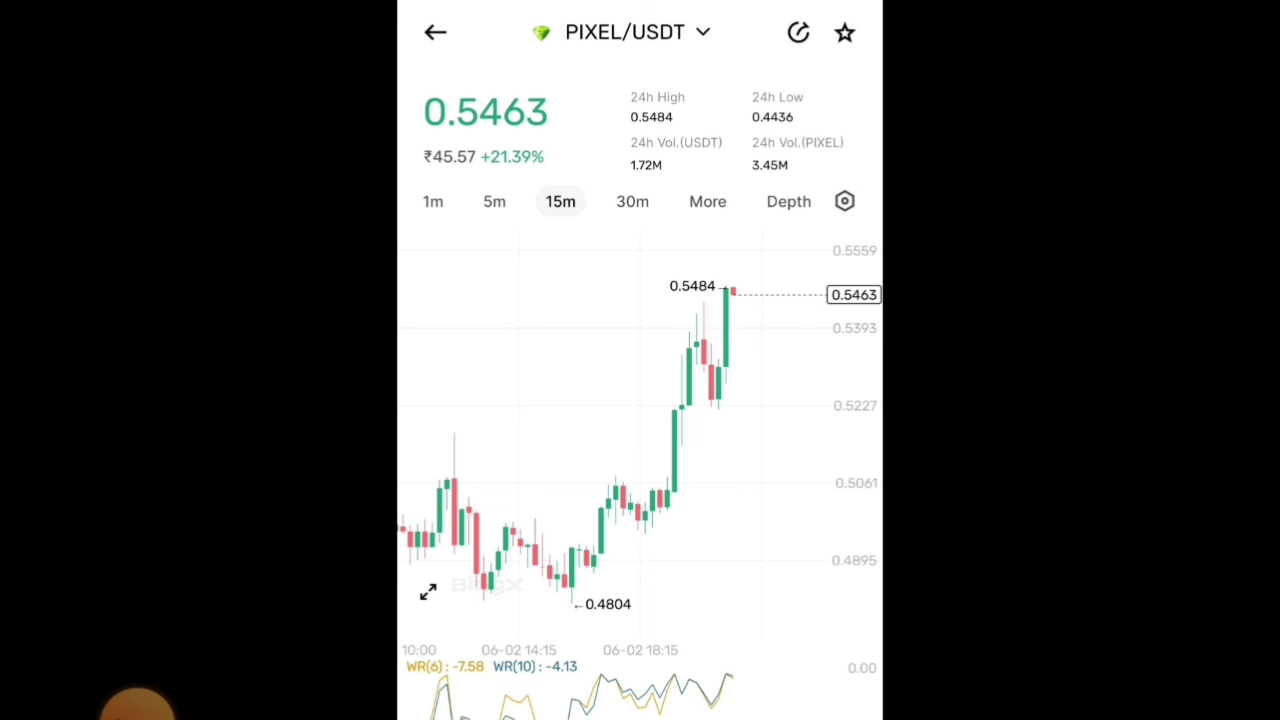 PIXEL/USDT
0.5463
₹45.57 +21.39%
24h High
0.5484
24h Low
0.4436
24h Vol.(USDT)
1.72M
24h Vol.(PIXEL)
3.45M
1m 5m 15m 30m More Depth
0.5559
0.5484
0.5463
0.5393
0.5227
0.5061
0.4895
BingX
0.4804
10:00 06-02 14:15 06-02 18:15
WR(6) : -7.58 WR(10) : -4.13
0.00